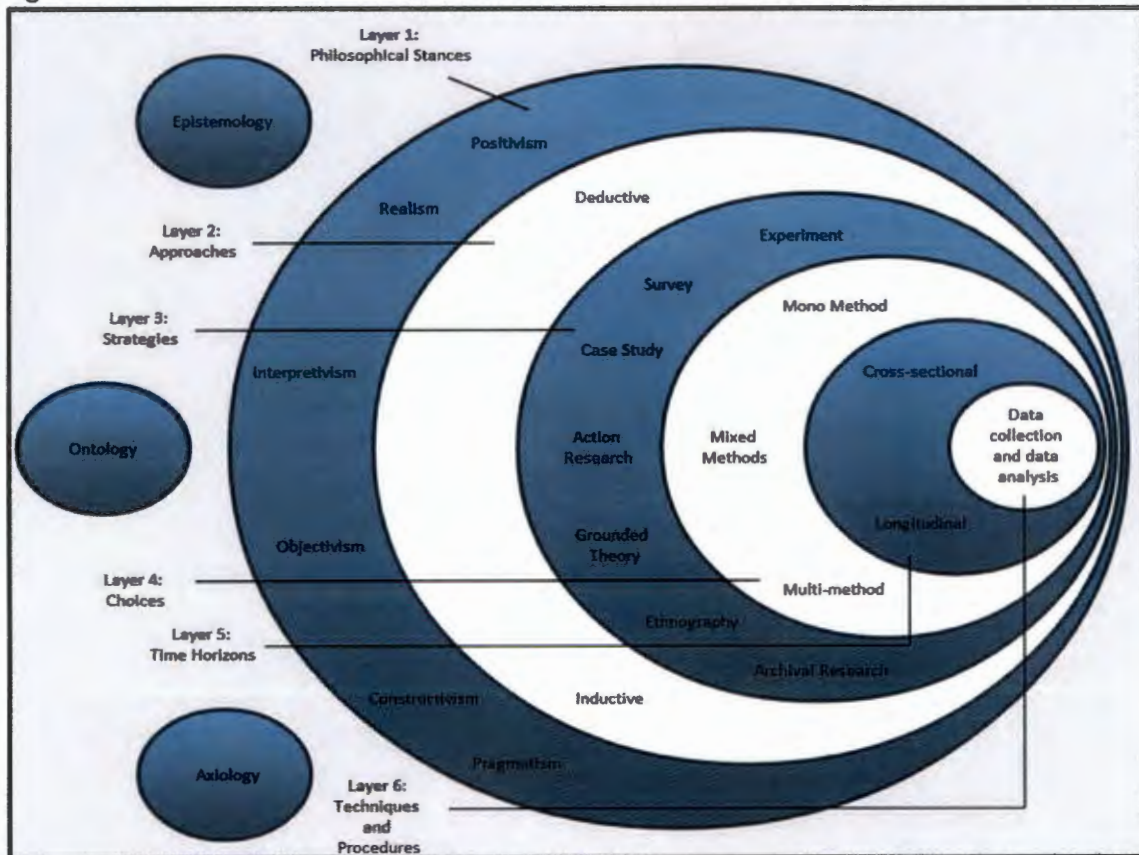 Layer 1:
Philosophical Stances
Epistemology
Positivism
Deductive
Realism
Layer 2:
Approaches
Experiment
Survey
Mono Method
Layer 3:
Strategies
Case Study
Cross-sectional
Interpretivism
Data
collection
and data
analysis
Ontology
Action
Research
Mixed
Methods
Longitudinal
Grounded
Theory
Objectivism
Layer 4:
Choices
Multi-method
Ethnography
Layer 5:
Time Horizons
Archival Research
Constructivism
Inductive
Pragmatism
Axiology
Layer 6:
Techniques
and
Procedures